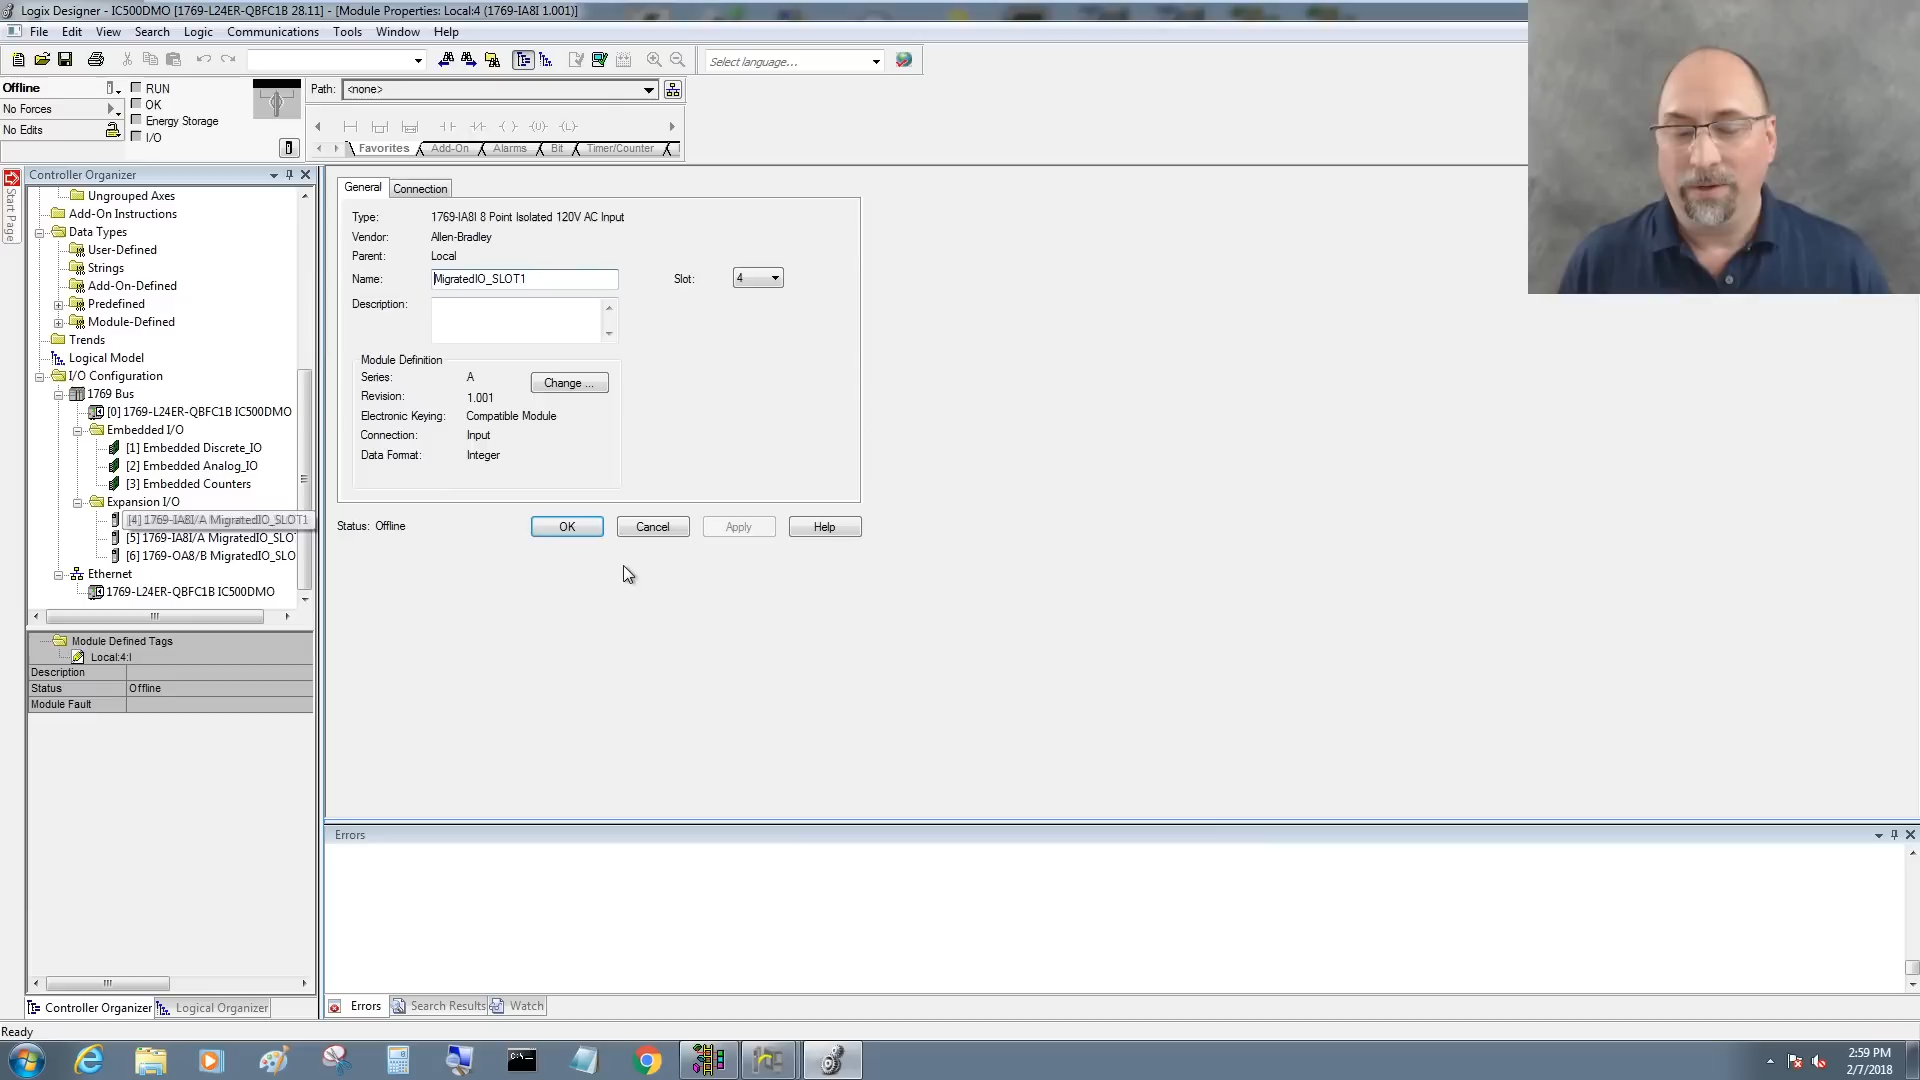 Logix Designer - IC500DMO [1769-L24ER-QBFC1B 28.11] - [Module Properties: Local:4 (1769-IA8I 1.001)]
File Edit View Search Logic Communications Tools Window Help
Select language...
Offline
RUN
Path: <none>
No Forces
OK
Energy Storage
No Edits
I/O
Favorites Add-On Alarms Bit Timer/Counter
Start Page
Controller Organizer
Ungrouped Axes
Add-On Instructions
Data Types
User-Defined
Strings
Add-On-Defined
Predefined
Module-Defined
Trends
Logical Model
I/O Configuration
1769 Bus
[0] 1769-L24ER-QBFC1B IC500DMO
Embedded I/O
[1] Embedded Discrete_IO
[2] Embedded Analog_IO
[3] Embedded Counters
Expansion I/O
[4] 1769-IA8I/A MigratedIO_SLOT1
[5] 1769-IA8I/A MigratedIO_SLO
[6] 1769-OA8/B MigratedIO_SLO
Ethernet
1769-L24ER-QBFC1B IC500DMO
Module Defined Tags
Local:4:I
Description
Status Offline
Module Fault
Controller Organizer Logical Organizer
General Connection
Type: 1769-IA8I 8 Point Isolated 120V AC Input
Vendor: Allen-Bradley
Parent: Local
Name: MigratedIO_SLOT1 Slot: 4
Description:
Module Definition
Series: A Change ...
Revision: 1.001
Electronic Keying: Compatible Module
Connection: Input
Data Format: Integer
Status: Offline OK Cancel Apply Help
Errors
Errors Search Results Watch
Ready
2:59 PM
2/7/2018